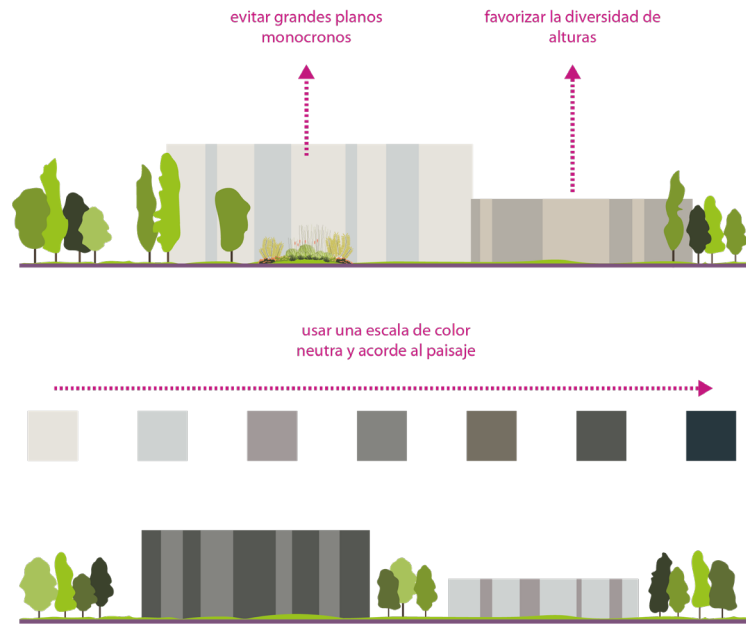 evitar grandes planos
monocronos
favorizar la diversidad de
alturas
usar una escala de color
neutra y acorde al paisaje